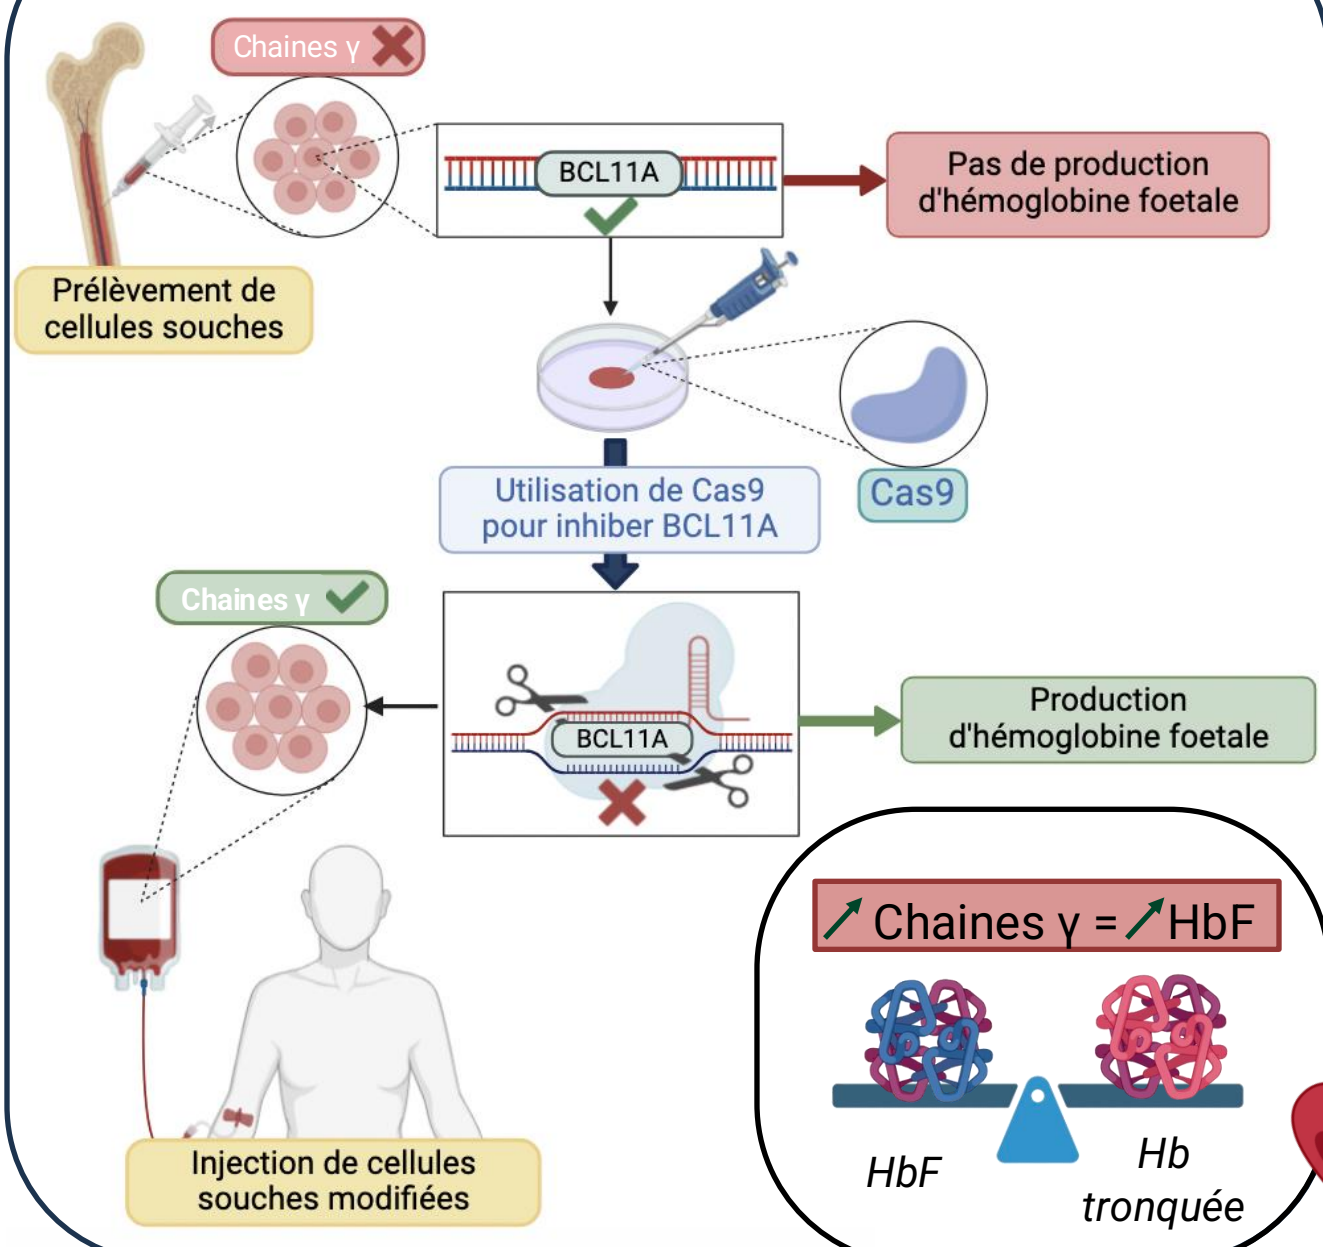 Chaines γ
BCL11A
Pas de production
d'hémoglobine foetale
Prélèvement de
cellules souches
Utilisation de Cas9
pour inhiber BCL11A
Cas9
Chaines γ
BCL11A
Production
d'hémoglobine foetale
Chaines γ = HbF
HbF
Hb
tronquée
Injection de cellules
souches modifiées